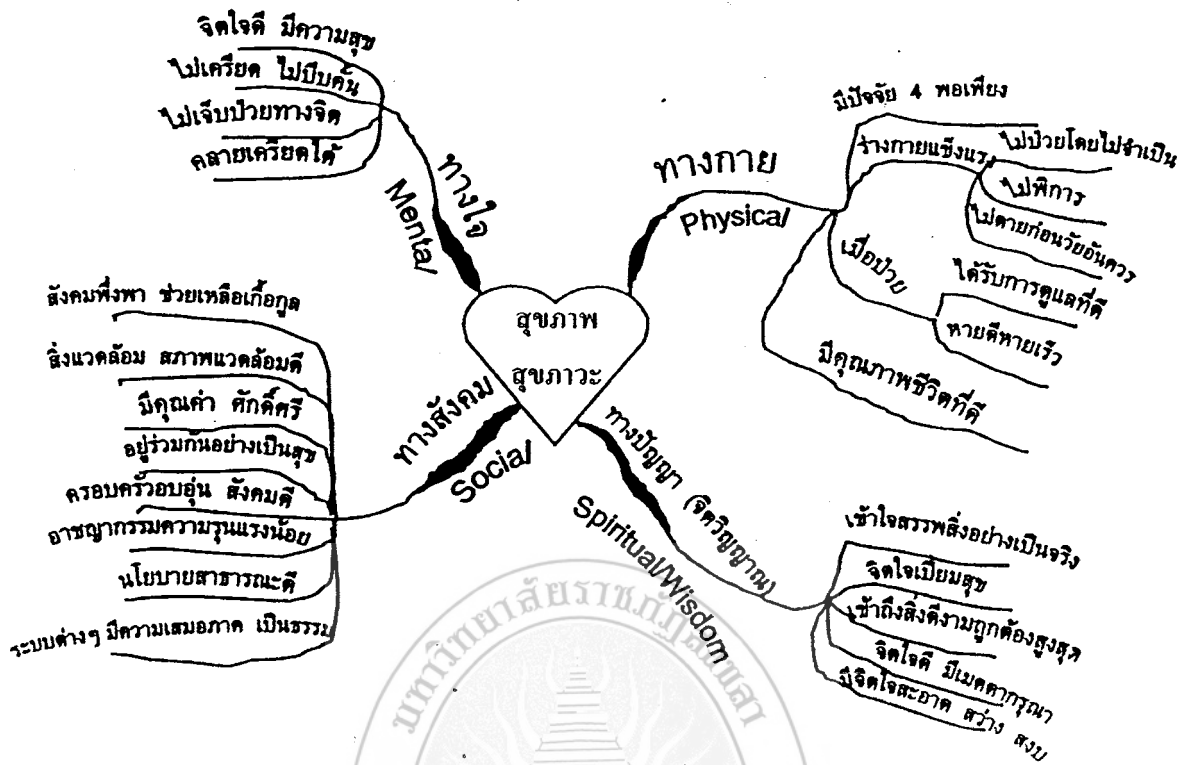 สุขภาพ
สุขภาวะ
ทางใจ
Mental
จิตใจดี มีความสุข
ไม่เครียด ไม่บีบคั้น
ไม่เจ็บป่วยทางจิต
คลายเครียดได้
ทางกาย
Physical
มีปัจจัย 4 พอเพียง
ร่างกายแข็งแรง
ไม่ป่วยโดยไม่จำเป็น
ไม่พิการ
ไม่ตายก่อนวัยอันควร
เมื่อป่วย
ได้รับการดูแลที่ดี
หายดีหายเร็ว
มีคุณภาพชีวิตที่ดี
ทางสังคม
Social
สังคมพึ่งพา ช่วยเหลือเกื้อกูล
สิ่งแวดล้อม สภาพแวดล้อมดี
มีคุณค่า ศักดิ์ศรี
อยู่ร่วมกันอย่างเป็นสุข
ครอบครัวอบอุ่น สังคมดี
อาชญากรรมความรุนแรงน้อย
นโยบายสาธารณะดี
ระบบต่างๆ มีความเสมอภาค เป็นธรรม
ทางปัญญา (จิตวิญญาณ)
Spiritual/Wisdom
เข้าใจสรรพสิ่งอย่างเป็นจริง
จิตใจเปี่ยมสุข
เข้าถึงสิ่งดีงามถูกต้องสูงสุด
จิตใจดี มีเมตตากรุณา
มีจิตใจสะอาด สว่าง สงบ